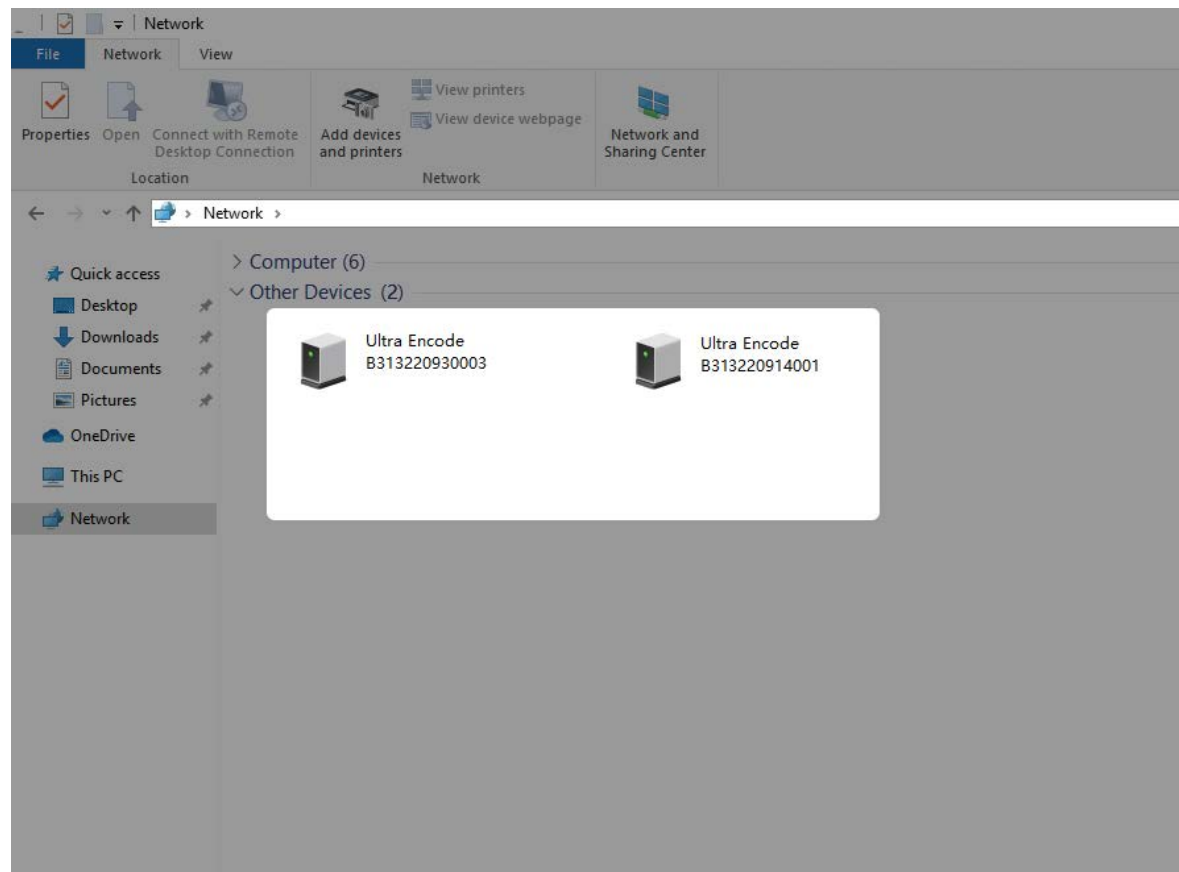 Network
File Network View
Properties Open Connect with Remote Desktop Connection
Add devices and printers
View printers
View device webpage
Network and Sharing Center
Location Network
Network
Computer (6)
Other Devices (2)
Quick access
Desktop
Downloads
Documents
Pictures
OneDrive
This PC
Network
Ultra Encode
B313220930003
Ultra Encode
B313220914001